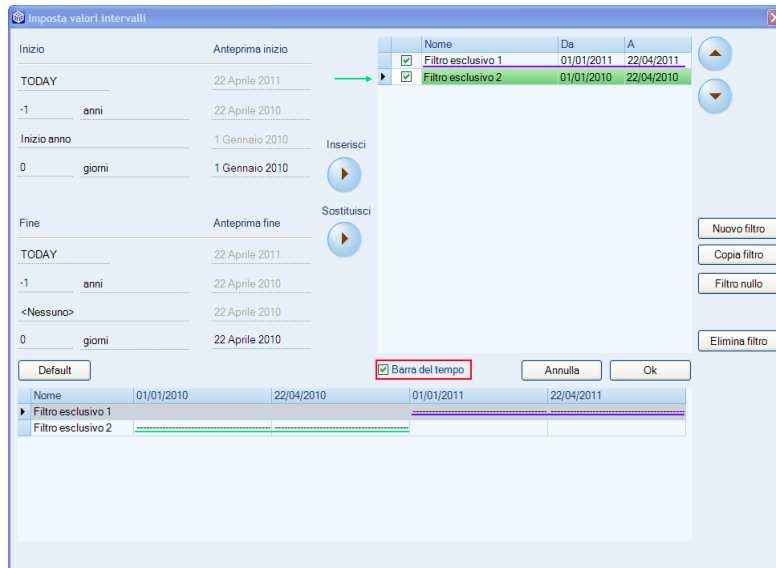 Imposta valori intervalli
Inizio Anteprima inizio
TODAY 22 Aprile 2011
-1 anni 22 Aprile 2010
Inizio anno 1 Gennaio 2010
0 giorni 1 Gennaio 2010
Inserisci
Sostituisci
Fine Anteprima fine
TODAY 22 Aprile 2011
-1 anni 22 Aprile 2010
<Nessuno> 22 Aprile 2010
0 giorni 22 Aprile 2010
Nome Da A
Filtro esclusivo 1 01/01/2011 22/04/2011
Filtro esclusivo 2 01/01/2010 22/04/2010
Nuovo filtro
Copia filtro
Filtro nullo
Elimina filtro
Default Barra del tempo Annulla Ok
Nome 01/01/2010 22/04/2010 01/01/2011 22/04/2011
Filtro esclusivo 1
Filtro esclusivo 2